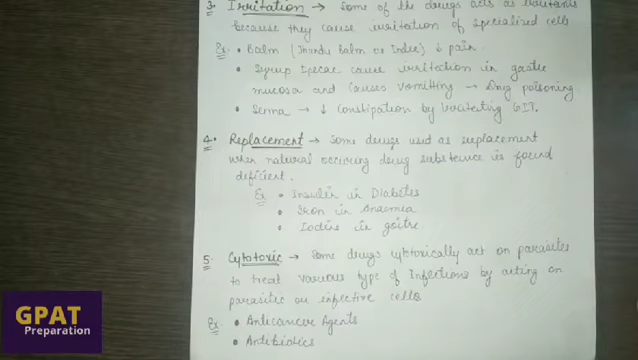 3. Irritation → Some of the drugs acts as irritants
because they cause irritation of specialised cells
Ex • Balm (Jhandu Balm or Index) ↓ pain.
• Syrup Ipecac cause irritation in gastric
mucosa and causes vomitting → drug poisoning
• Senna → ↓ constipation by irritating GIT.
4. Replacement → Some drugs used as replacement
when natural occuring drug substance is found
deficient.
Ex • Insulin in Diabetes
• Iron in Anaemia
• Iodine in goitre
5. Cytotoxic → Some drugs cytotoxically act on parasites
to treat various type of Infections by acting on
parasitic or infective cells
Ex. • Anticancer Agents
• Antibiotics
GPAT
Preparation